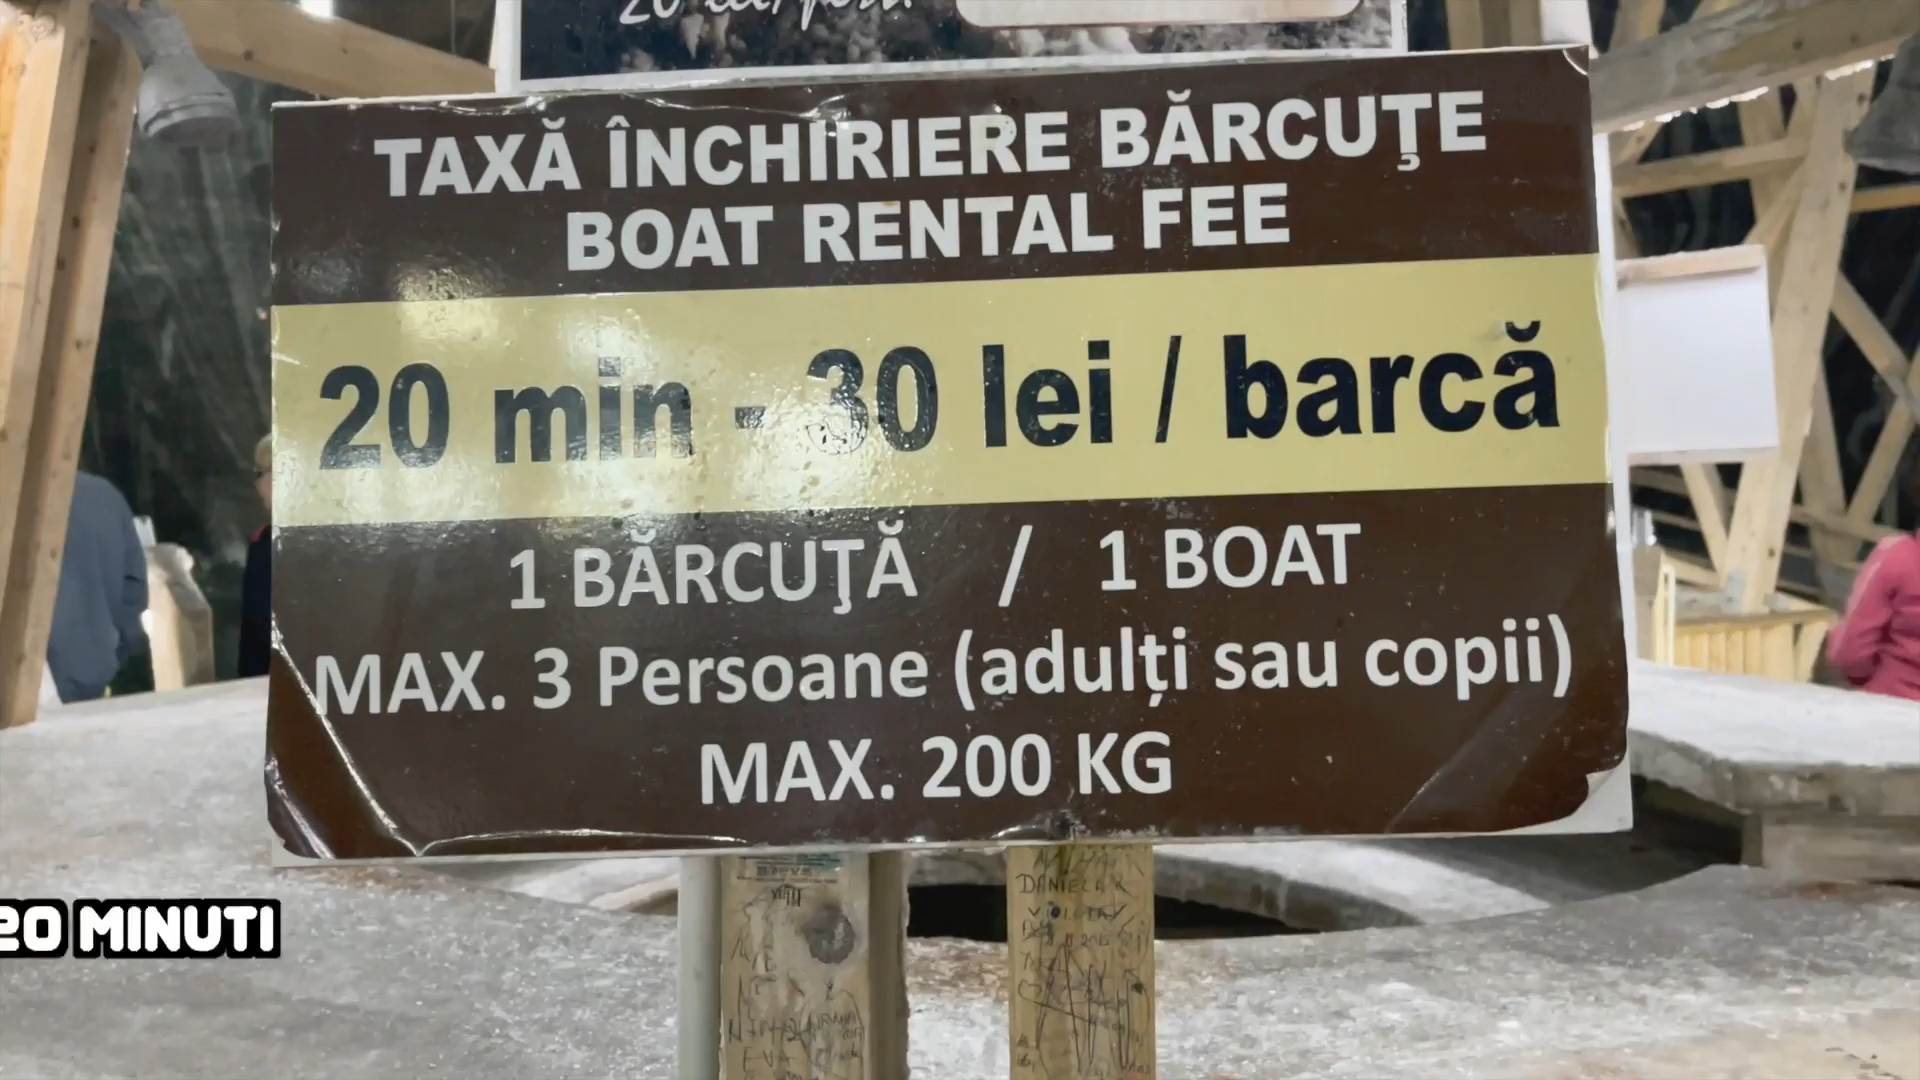 TAXĂ ÎNCHIRIERE BĂRCUŢE
BOAT RENTAL FEE
20 min - 30 lei / barcă
1 BĂRCUŢĂ / 1 BOAT
MAX. 3 Persoane (adulți sau copii)
MAX. 200 KG
DANIELA
20 MINUTI